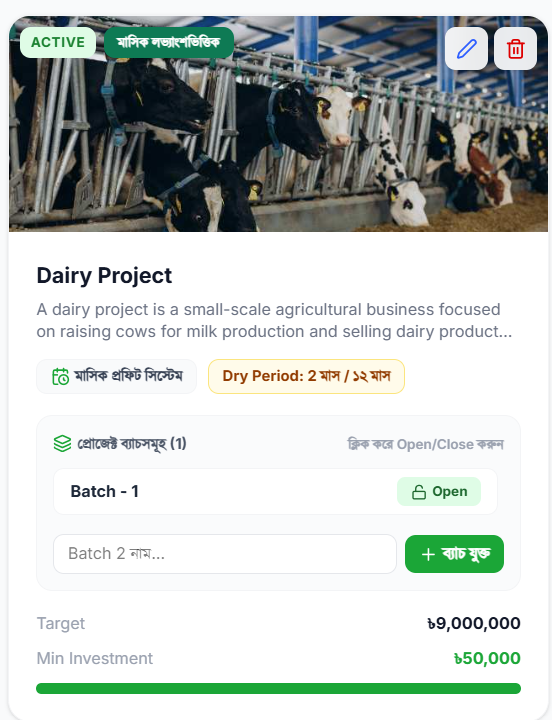 ACTIVE
মাসিক লভ্যাংশভিত্তিক
Dairy Project
A dairy project is a small-scale agricultural business focused
on raising cows for milk production and selling dairy product...
মাসিক প্রফিট সিস্টেম
Dry Period: 2 মাস / ১২ মাস
প্রোজেক্ট ব্যাচসমূহ (1)
ক্লিক করে Open/Close করুন
Batch - 1
Open
Batch 2 নাম...
ব্যাচ যুক্ত
Target
৳9,000,000
Min Investment
৳50,000